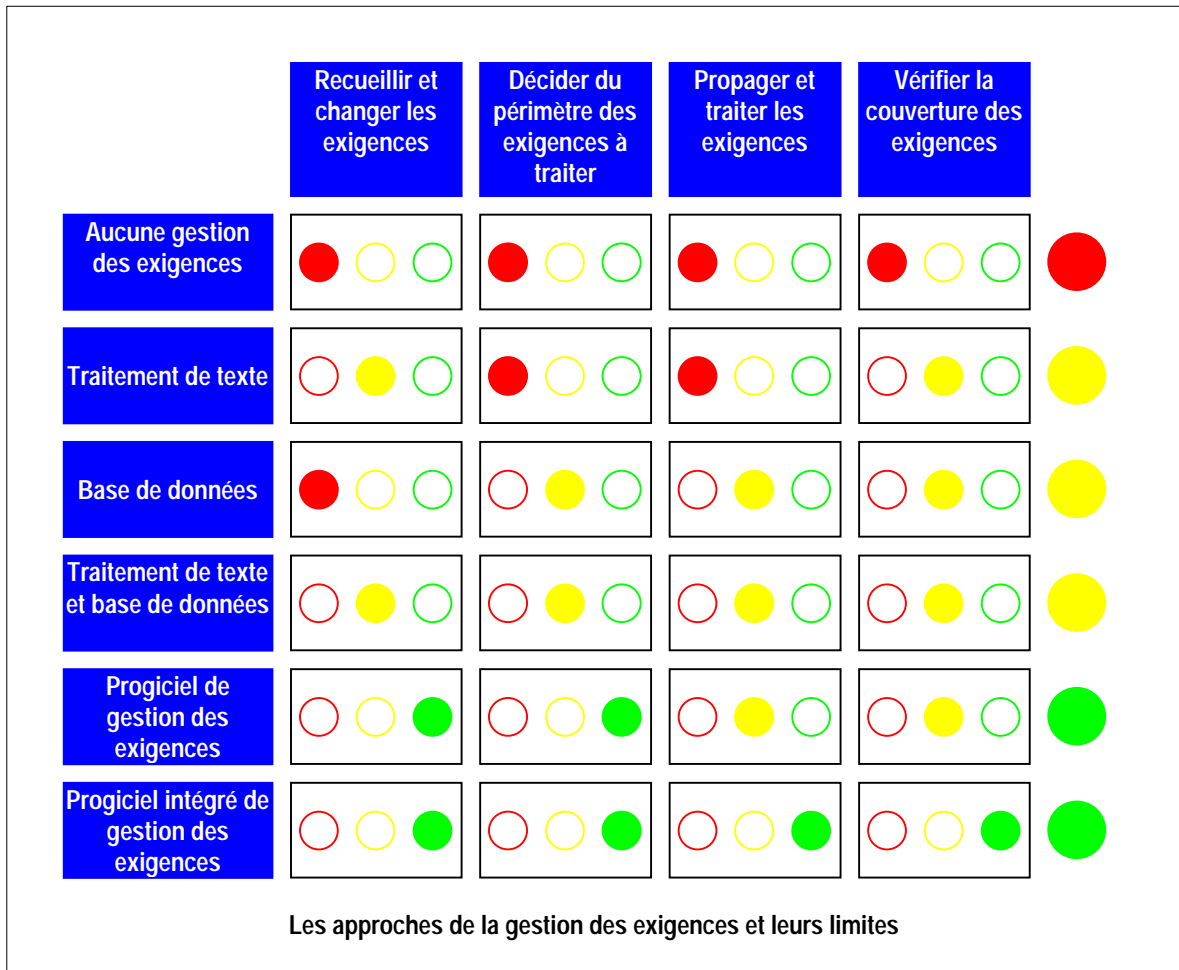 Recueillir et
changer les
exigences
Décider du
périmètre des
exigences à
traiter
Propager et
traiter les
exigences
Vérifier la
couverture des
exigences
Aucune gestion
des exigences
Traitement de texte
Base de données
Traitement de texte
et base de données
Progiciel de
gestion des
exigences
Progiciel intégré de
gestion des
exigences
Les approches de la gestion des exigences et leurs limites